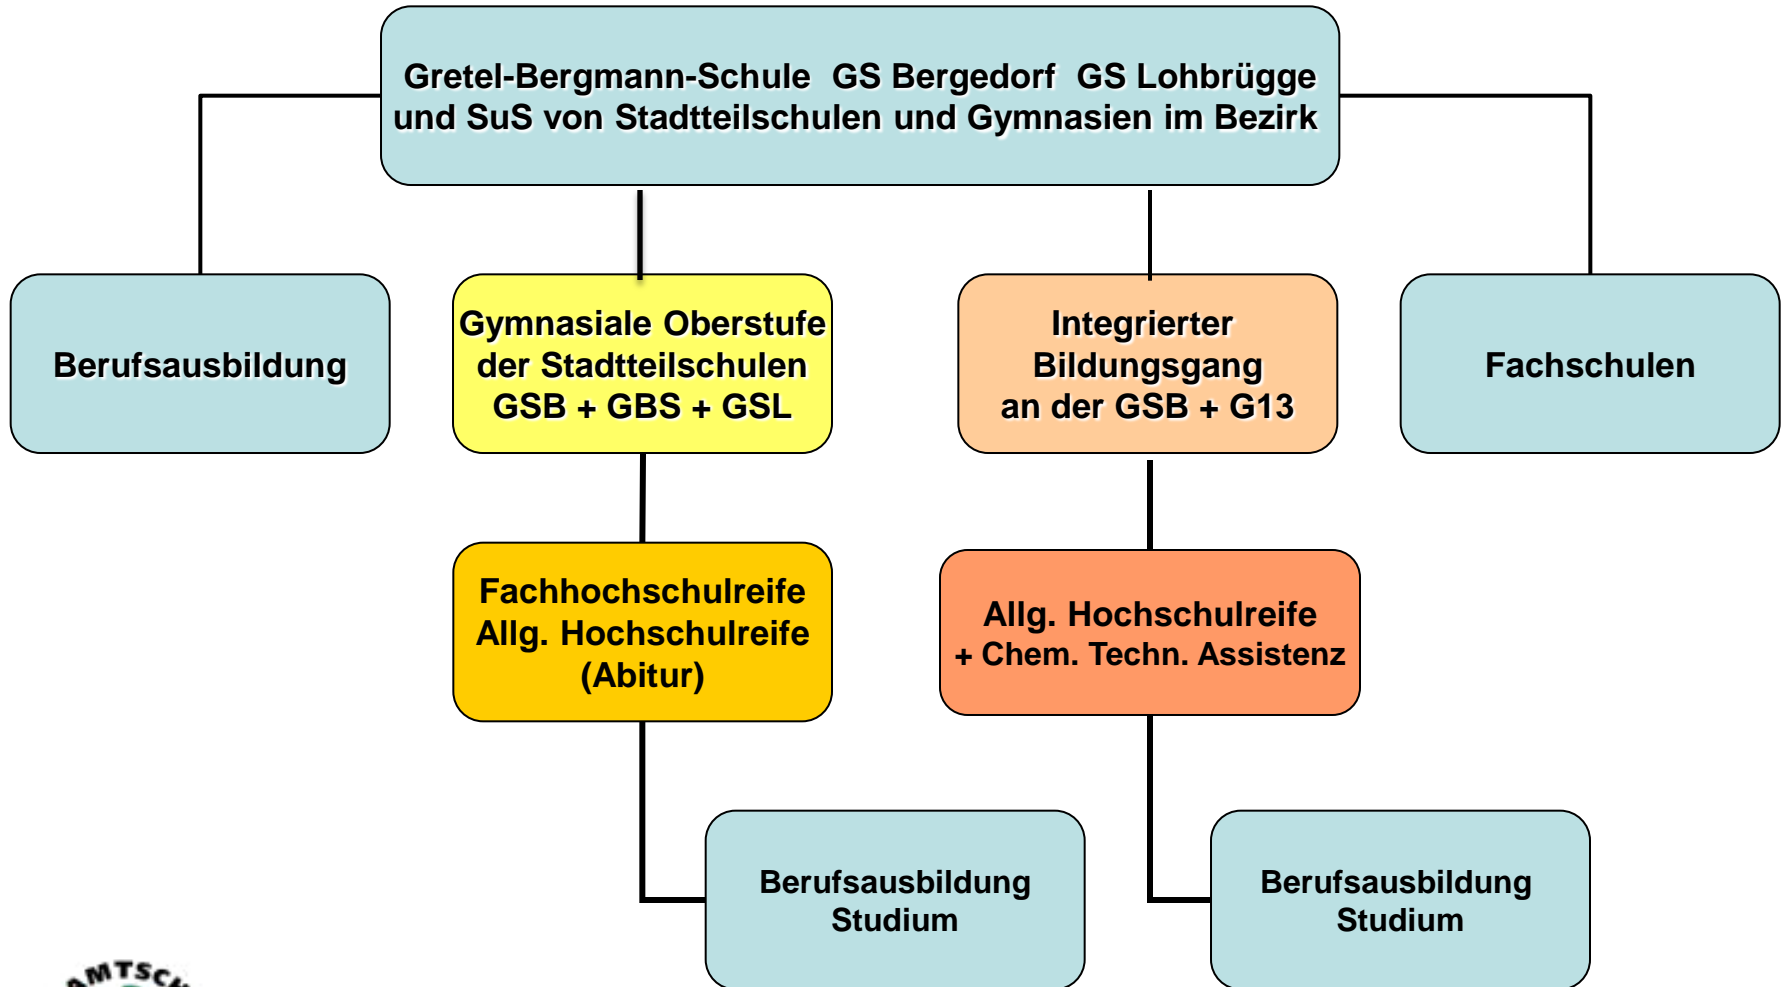 Gretel-Bergmann-Schule GS Bergedorf GS Lohbrügge
und SuS von Stadtteilschulen und Gymnasien im Bezirk
Berufsausbildung
Gymnasiale Oberstufe
der Stadtteilschulen
GSB + GBS + GSL
Integrierter
Bildungsgang
an der GSB + G13
Fachschulen
Fachhochschulreife
Allg. Hochschulreife
(Abitur)
Allg. Hochschulreife
+ Chem. Techn. Assistenz
Berufsausbildung
Studium
Berufsausbildung
Studium